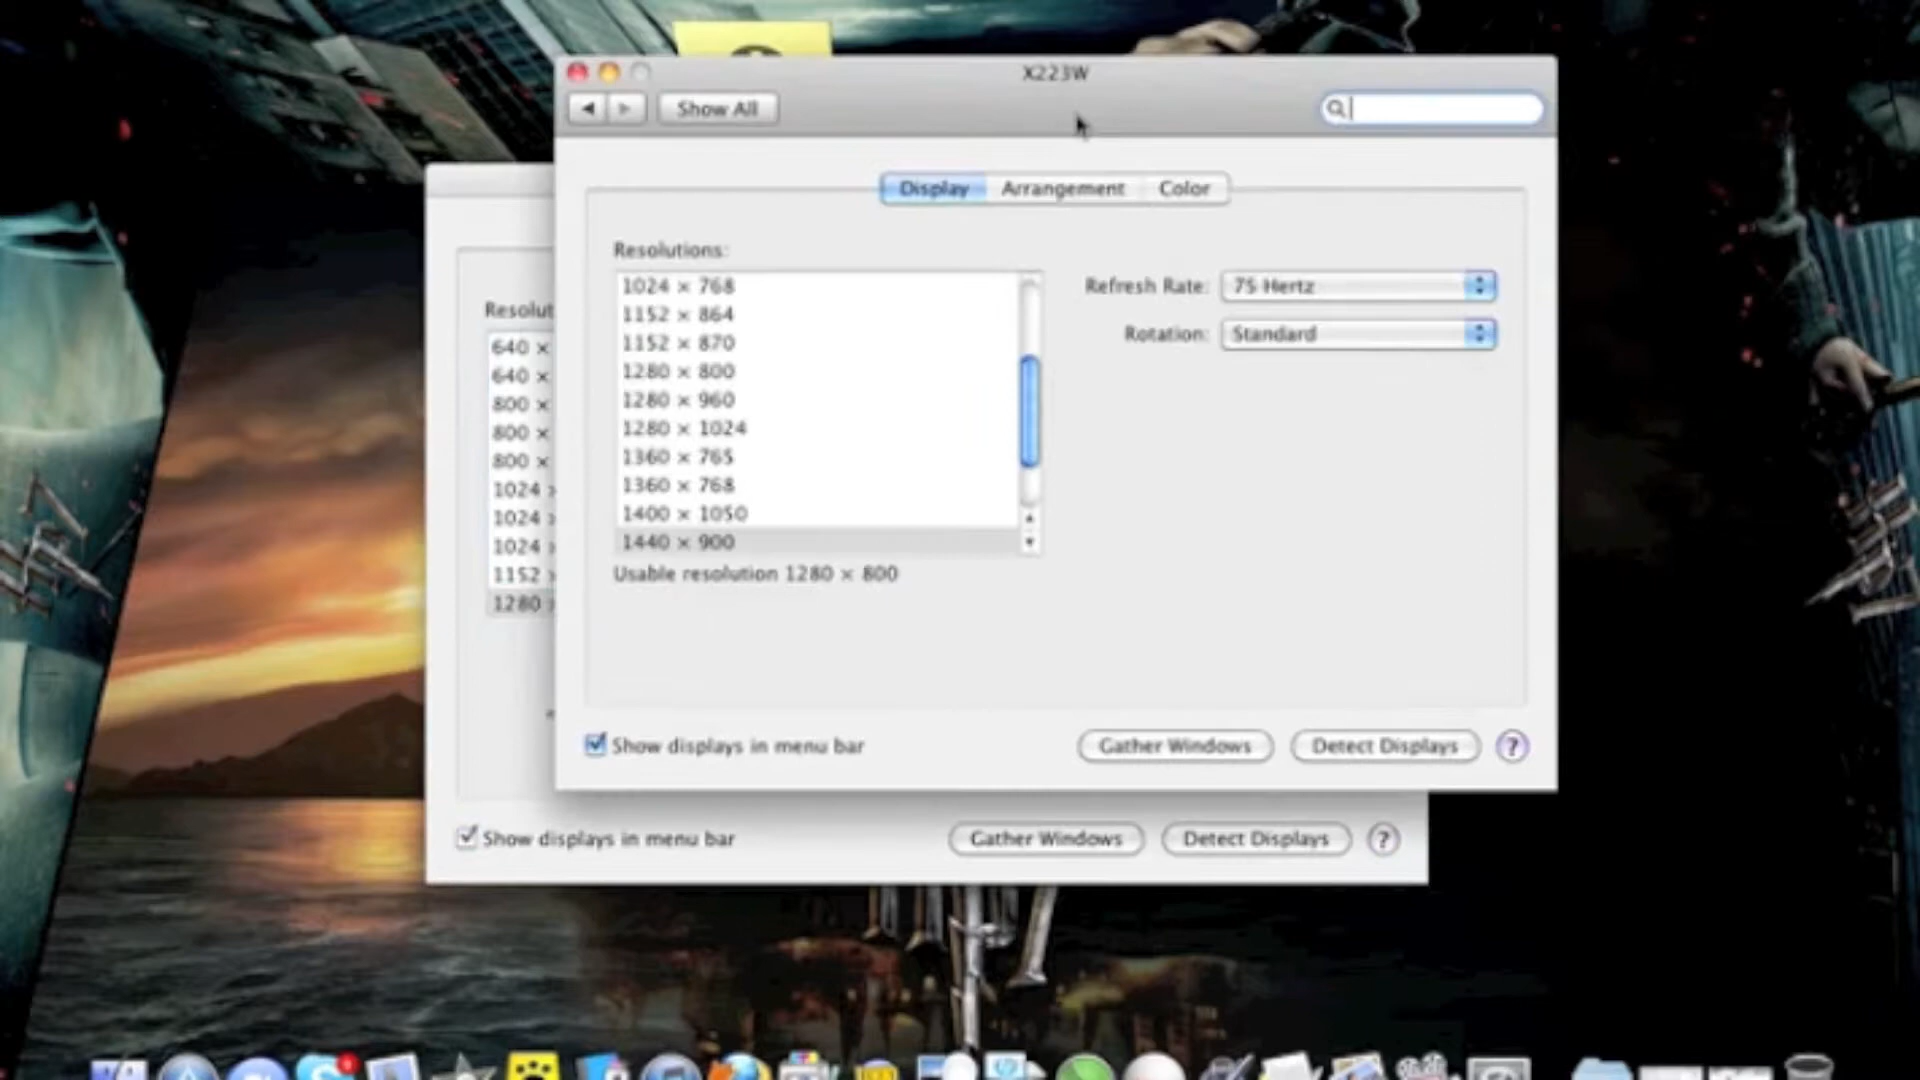 X223W
Show All
Display Arrangement Color
Resolutions:
1024 × 768
1152 × 864
1152 × 870
1280 × 800
1280 × 960
1280 × 1024
1360 × 765
1360 × 768
1400 × 1050
1440 × 900
Usable resolution 1280 × 800
Refresh Rate: 75 Hertz
Rotation: Standard
Show displays in menu bar
Gather Windows
Detect Displays
?
Resolut
640 ×
640 ×
800 ×
800 ×
800 ×
1024
1024
1024
1152
1280
Show displays in menu bar
Gather Windows
Detect Displays
?